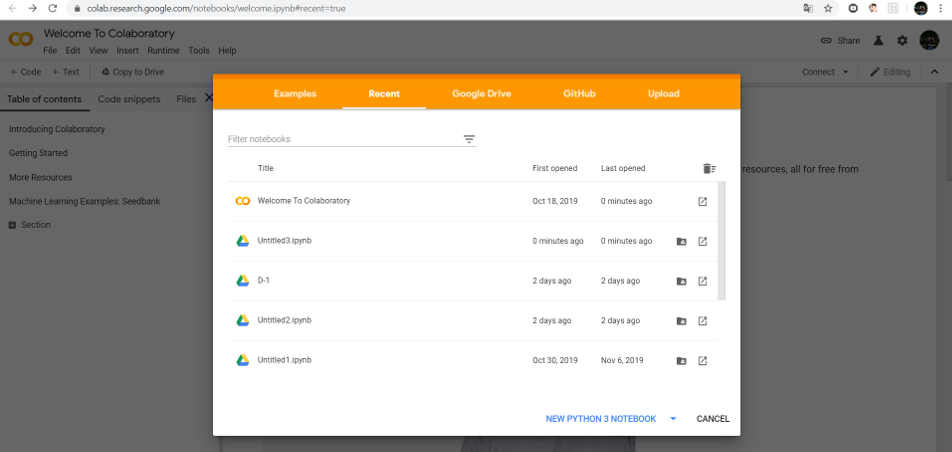 colab.research.google.com/notebooks/welcome.ipynb#recent=true
Welcome To Colaboratory
File Edit View Insert Runtime Tools Help
Share
+ Code + Text Copy to Drive
Connect Editing
Table of contents Code snippets Files
Introducing Colaboratory
Getting Started
More Resources
Machine Learning Examples: Seedbank
Section
resources, all for free from
Examples Recent Google Drive GitHub Upload
Filter notebooks
Title First opened Last opened
Welcome To Colaboratory Oct 18, 2019 0 minutes ago
Untitled3.ipynb 0 minutes ago 0 minutes ago
D-1 2 days ago 2 days ago
Untitled2.ipynb 2 days ago 2 days ago
Untitled1.ipynb Oct 30, 2019 Nov 6, 2019
NEW PYTHON 3 NOTEBOOK CANCEL